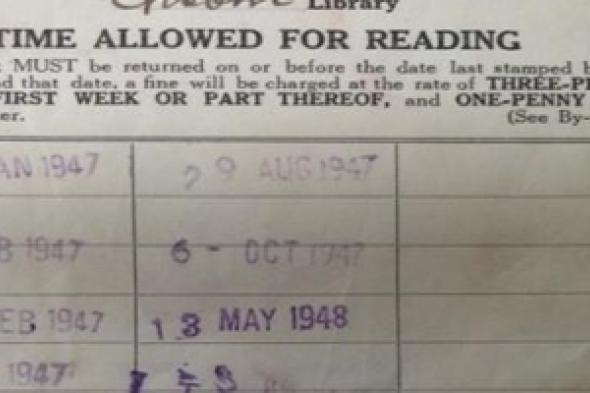 Library
TIME ALLOWED FOR READING
MUST be returned on or before the date last stamped
that date, a fine will be charged at the rate of THREE-P
FIRST WEEK OR PART THEREOF, and ONE-PENNY
er. (See By-
AN 1947 29 AUG 1947
B 1947 6 - OCT 1947
EB 1947 13 MAY 1948
1947